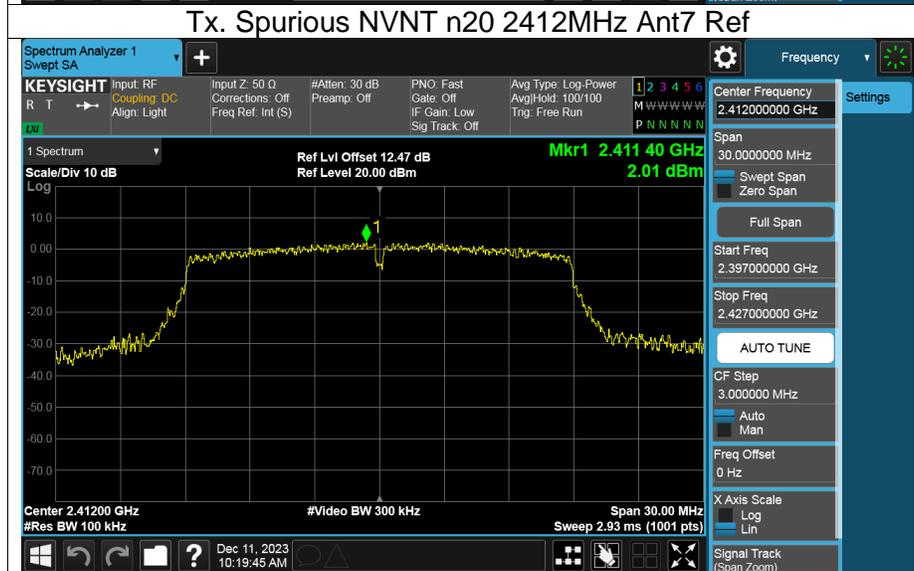 Tx. Spurious NVNT n20 2412MHz Ant7 Ref
Spectrum Analyzer 1
Swept SA
+
Frequency
KEYSIGHT
R T
LXI
Input: RF
Coupling: DC
Align: Light
Input Z: 50 Ω
Corrections: Off
Freq Ref: Int (S)
#Atten: 30 dB
Preamp: Off
PNO: Fast
Gate: Off
IF Gain: Low
Sig Track: Off
Avg Type: Log-Power
Avg|Hold: 100/100
Trig: Free Run
1 2 3 4 5 6
M W W W W W
P N N N N N
Settings
1 Spectrum
Scale/Div 10 dB
Log
Ref Lvl Offset 12.47 dB
Ref Level 20.00 dBm
Mkr1 2.411 40 GHz
2.01 dBm
10.0
0.00
-10.0
-20.0
-30.0
-40.0
-50.0
-60.0
-70.0
1
Center 2.41200 GHz
#Res BW 100 kHz
#Video BW 300 kHz
Span 30.00 MHz
Sweep 2.93 ms (1001 pts)
Center Frequency
2.412000000 GHz
Span
30.0000000 MHz
Swept Span
Zero Span
Full Span
Start Freq
2.397000000 GHz
Stop Freq
2.427000000 GHz
AUTO TUNE
CF Step
3.000000 MHz
Auto
Man
Freq Offset
0 Hz
X Axis Scale
Log
Lin
Signal Track
(Span Zoom)
?
Dec 11, 2023
10:19:45 AM